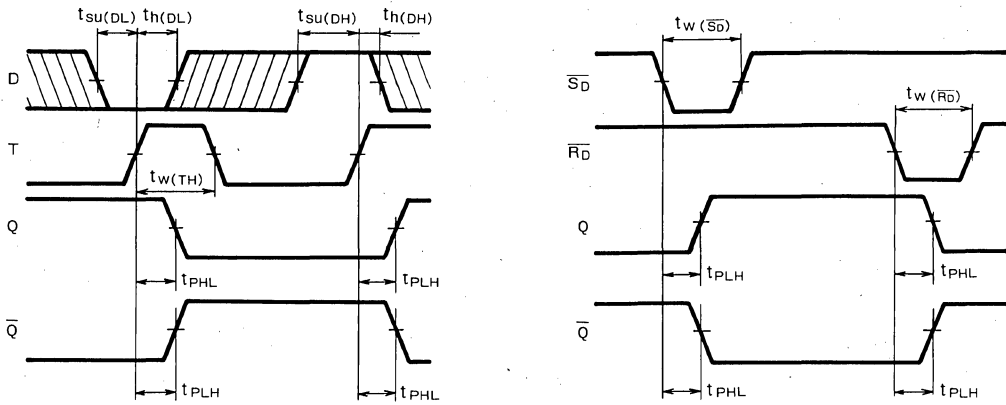 tsu(DL) th(DL) tsu(DH) th(DH)
D
T
tw(TH)
Q
tPHL tPLH
Q̅
tPLH tPHL
tw(S̅D̅)
S̅D̅
tw(R̅D̅)
R̅D̅
Q
tPLH tPHL
Q̅
tPHL tPLH